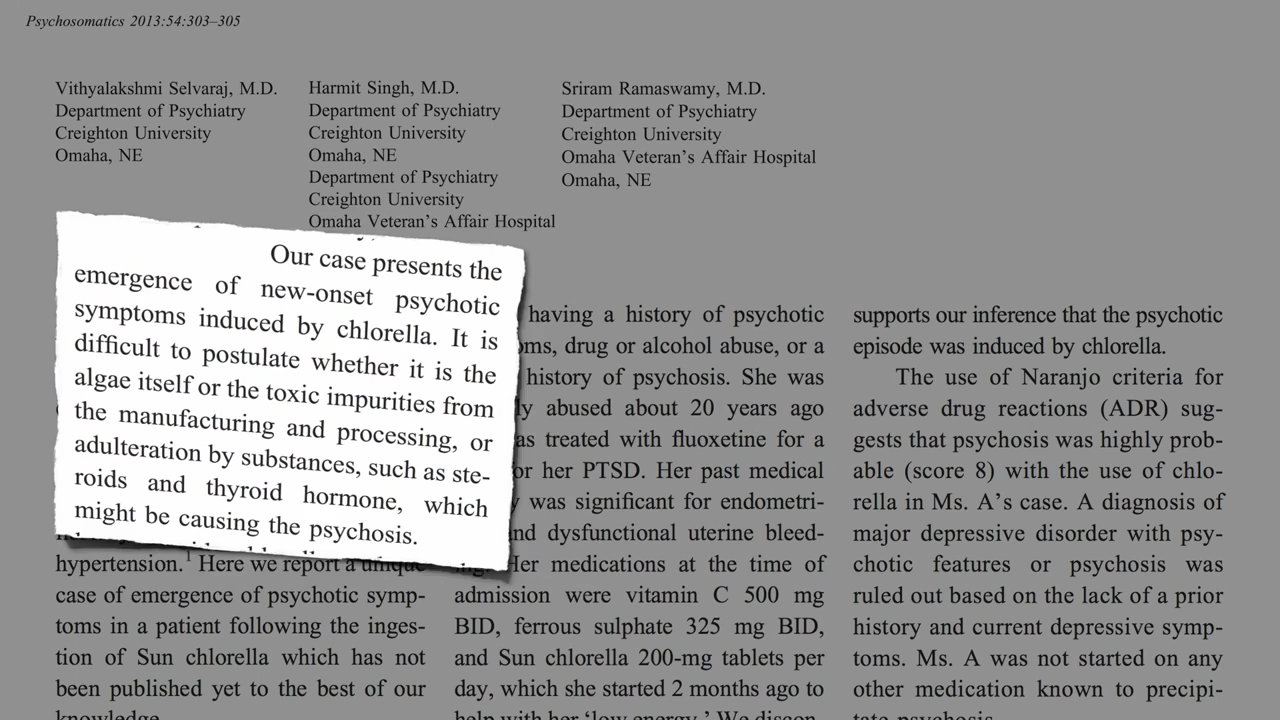 Psychosomatics 2013:54:303–305
Vithyalakshmi Selvaraj, M.D.
Department of Psychiatry
Creighton University
Omaha, NE
Harmit Singh, M.D.
Department of Psychiatry
Creighton University
Omaha, NE
Department of Psychiatry
Creighton University
Omaha Veteran's Affair Hospital
Sriram Ramaswamy, M.D.
Department of Psychiatry
Creighton University
Omaha Veteran's Affair Hospital
Omaha, NE
Our case presents the
emergence of new-onset psychotic
symptoms induced by chlorella. It is
difficult to postulate whether it is the
algae itself or the toxic impurities from
the manufacturing and processing, or
adulteration by substances, such as ste-
roids and thyroid hormone, which
might be causing the psychosis.
hypertension.1 Here we report a unique
case of emergence of psychotic symp-
toms in a patient following the inges-
tion of Sun chlorella which has not
been published yet to the best of our
knowledge.
having a history of psychotic
drug or alcohol abuse, or a
history of psychosis. She was
abused about 20 years ago
treated with fluoxetine for a
her PTSD. Her past medical
was significant for endometri-
dysfunctional uterine bleed-
Her medications at the time of
admission were vitamin C 500 mg
BID, ferrous sulphate 325 mg BID,
and Sun chlorella 200-mg tablets per
day, which she started 2 months ago to
help with her ‘low energy.’ We discon-
supports our inference that the psychotic
episode was induced by chlorella.
The use of Naranjo criteria for
adverse drug reactions (ADR) sug-
gests that psychosis was highly prob-
able (score 8) with the use of chlo-
rella in Ms. A's case. A diagnosis of
major depressive disorder with psy-
chotic features or psychosis was
ruled out based on the lack of a prior
history and current depressive symp-
toms. Ms. A was not started on any
other medication known to precipi-
tate psychosis.